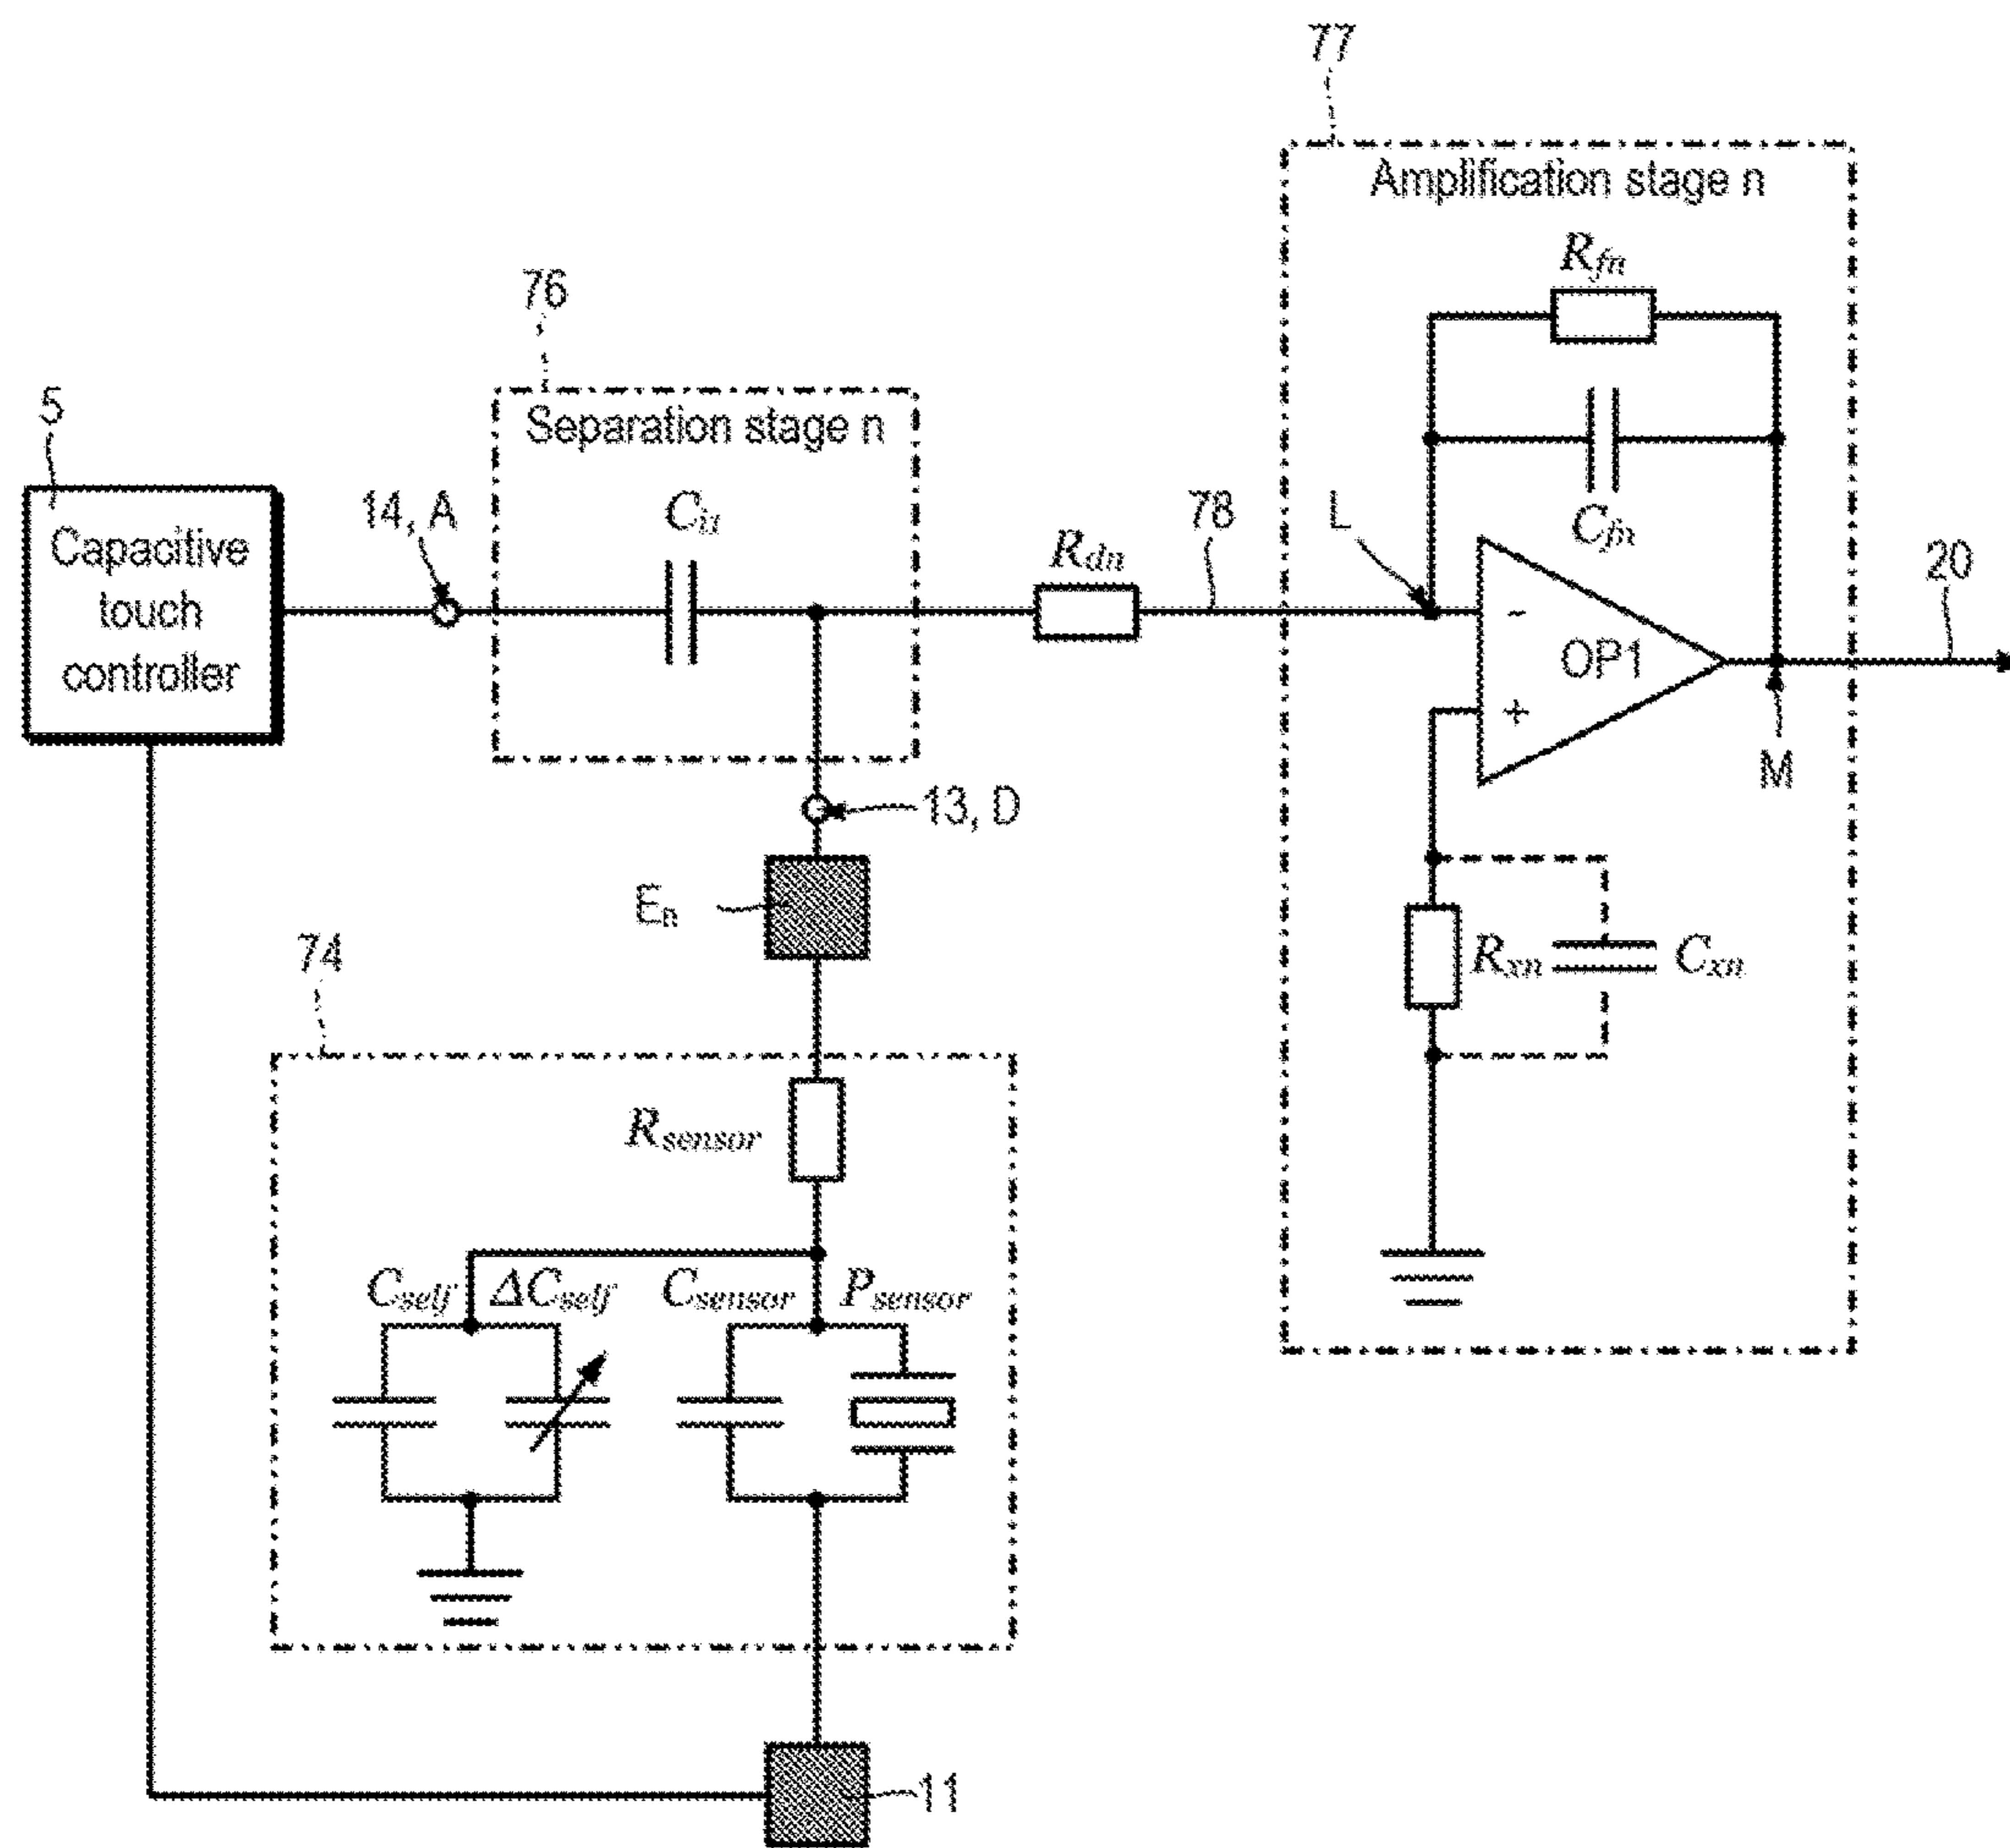 77
Amplification stage n
R_fn
76
5
Separation stage n
Capacitive
touch
controller
14, A
R_dn
78
L
C_fn
20
OP1
-
+
M
13, D
E_n
74
R_xn
C_xn
R_sensor
C_self
ΔC_self
C_sensor
P_sensor
11